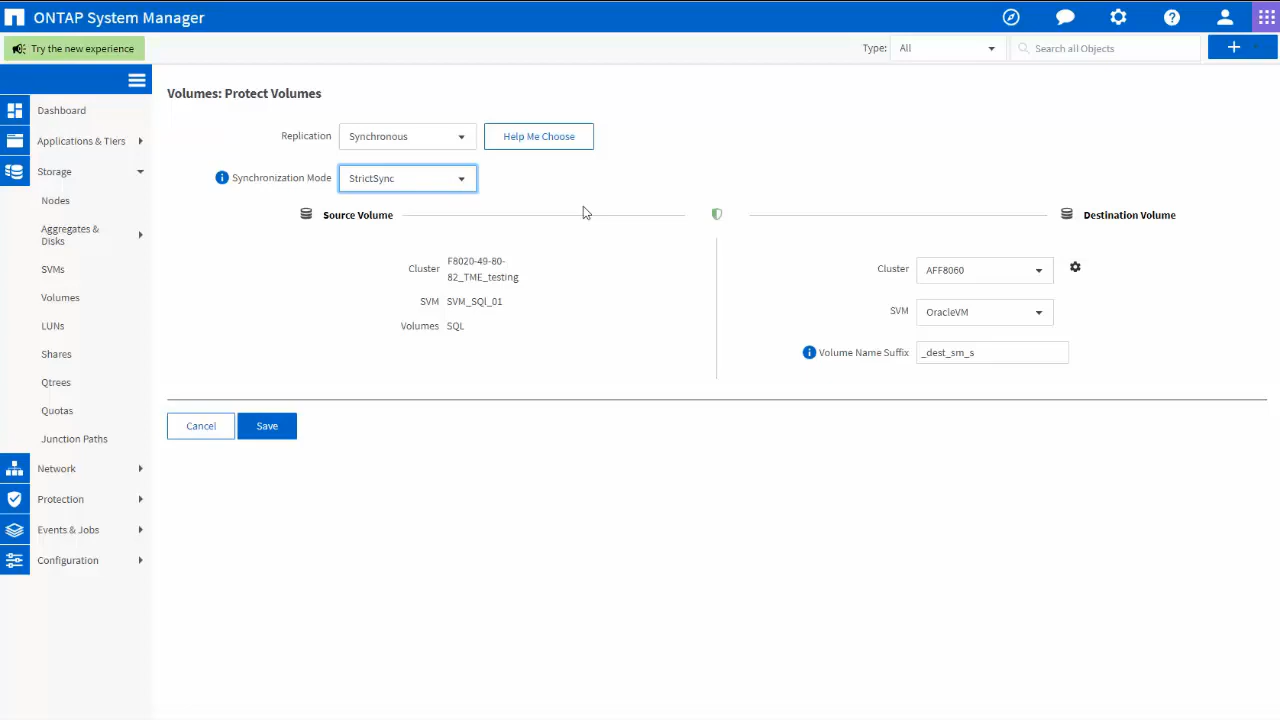 ONTAP System Manager
Try the new experience
Type:
All
Search all Objects
Dashboard
Applications & Tiers
Storage
Nodes
Aggregates &
Disks
SVMs
Volumes
LUNs
Shares
Qtrees
Quotas
Junction Paths
Network
Protection
Events & Jobs
Configuration
Volumes: Protect Volumes
Replication
Synchronous
Help Me Choose
Synchronization Mode
StrictSync
Source Volume
Destination Volume
Cluster
F8020-49-80-
82_TME_testing
SVM
SVM_SQl_01
Volumes
SQL
Cluster
AFF8060
SVM
OracleVM
Volume Name Suffix
_dest_sm_s
Cancel
Save